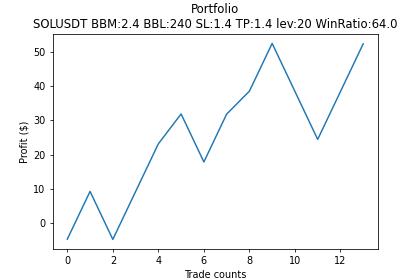 Portfolio
SOLUSDT BBM:2.4 BBL:240 SL:1.4 TP:1.4 lev:20 WinRatio:64.0
50
40
30
20
10
0
Profit ($)
0 2 4 6 8 10 12
Trade counts